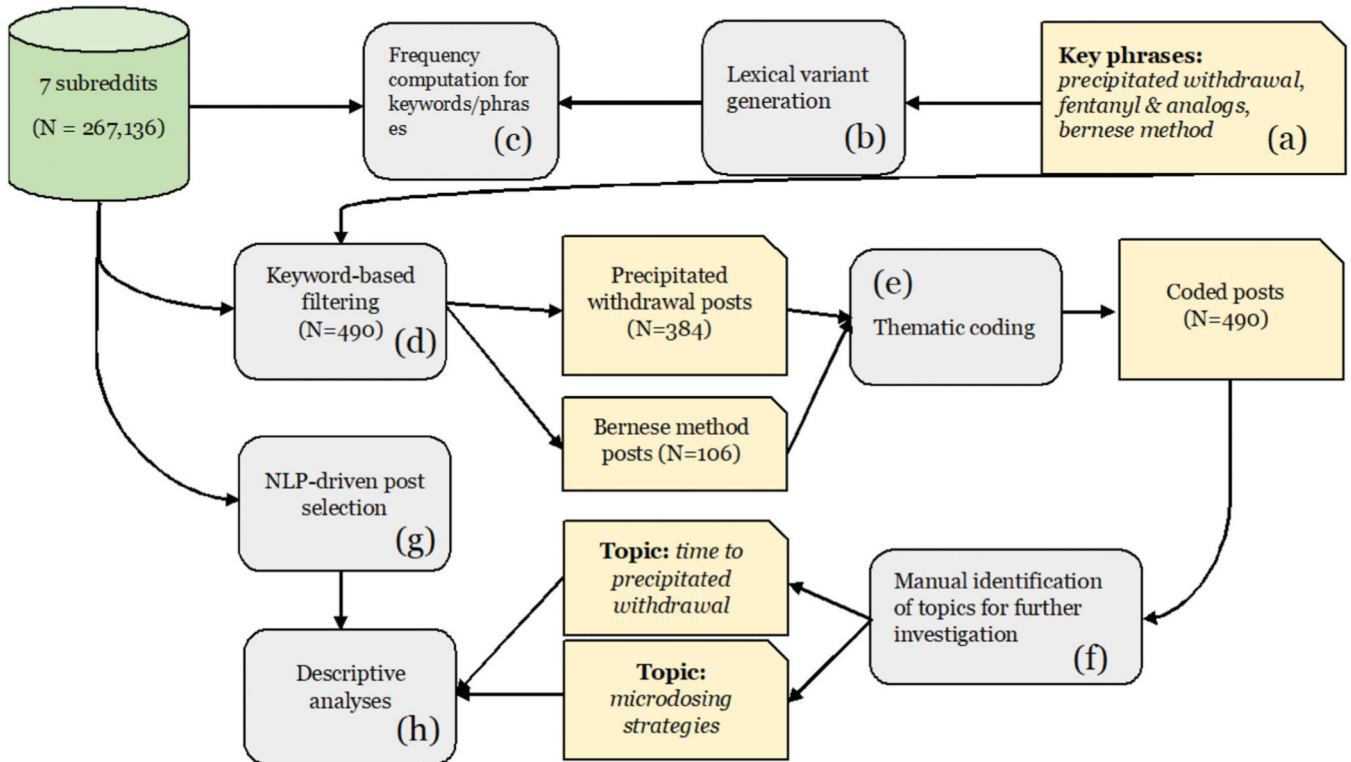 7 subreddits
(N = 267,136)
Frequency
computation for
keywords/phras
es
(c)
Lexical variant
generation
(b)
Key phrases:
precipitated withdrawal,
fentanyl & analogs,
bernese method
(a)
Keyword-based
filtering
(N=490)
(d)
Precipitated
withdrawal posts
(N=384)
Bernese method
posts (N=106)
(e)
Thematic coding
Coded posts
(N=490)
NLP-driven post
selection
(g)
Topic: time to
precipitated
withdrawal
Manual identification
of topics for further
investigation
(f)
Descriptive
analyses
(h)
Topic:
microdosing
strategies